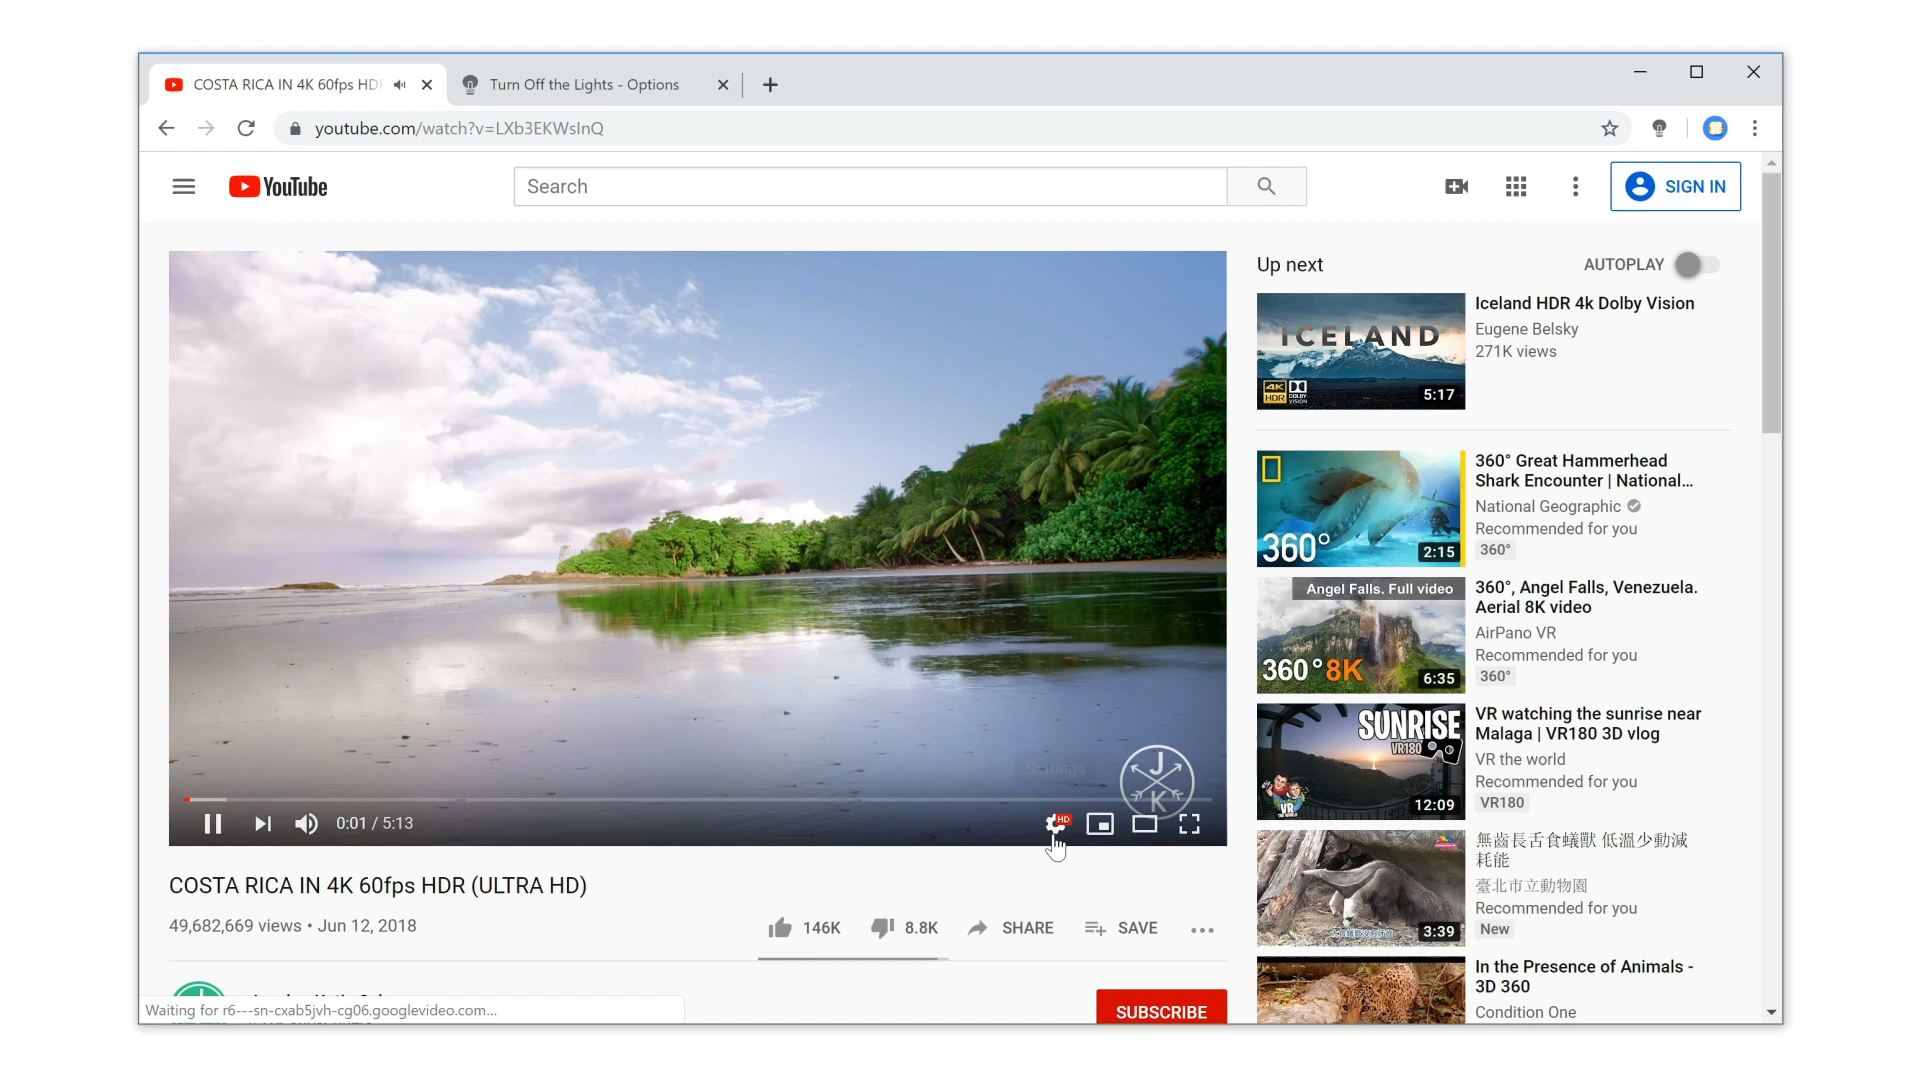 COSTA RICA IN 4K 60fps HDR
Turn Off the Lights - Options
youtube.com/watch?v=LXb3EKWsInQ
YouTube
Search
SIGN IN
Up next
AUTOPLAY
ICELAND
4K
HDR
DOLBY
VISION
5:17
Iceland HDR 4k Dolby Vision
Eugene Belsky
271K views
360°
2:15
360° Great Hammerhead
Shark Encounter | National...
National Geographic
Recommended for you
360°
Angel Falls. Full video
360° 8K
6:35
360°, Angel Falls, Venezuela.
Aerial 8K video
AirPano VR
Recommended for you
360°
SUNRISE
VR180
VR
12:09
VR watching the sunrise near
Malaga | VR180 3D vlog
VR the world
Recommended for you
VR180
3:39
無齒長舌食蟻獸 低溫少動減
耗能
臺北市立動物園
Recommended for you
New
In the Presence of Animals -
3D 360
Condition One
J
K
Settings
0:01 / 5:13
HD
COSTA RICA IN 4K 60fps HDR (ULTRA HD)
49,682,669 views • Jun 12, 2018
146K
8.8K
SHARE
SAVE
SUBSCRIBE
Waiting for r6---sn-cxab5jvh-cg06.googlevideo.com...